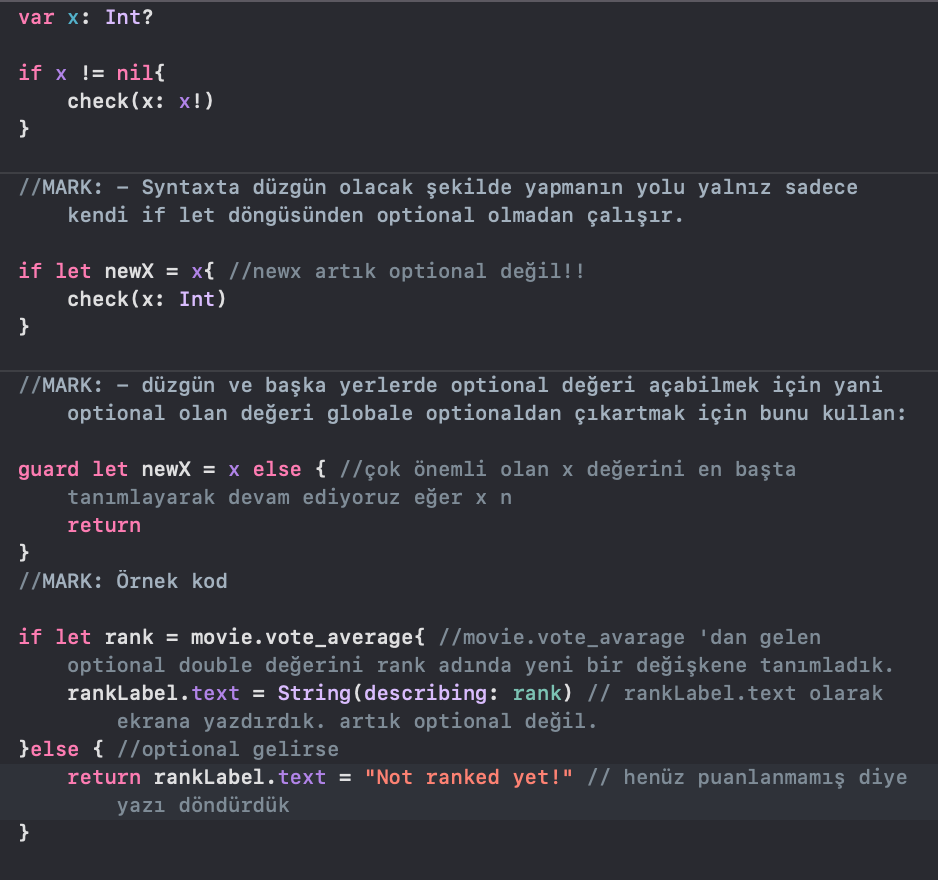 var x: Int?
if x != nil{
    check(x: x!)
}
//MARK: – Syntaxta düzgün olacak şekilde yapmanın yolu yalnız sadece
    kendi if let döngüsünden optional olmadan çalışır.
if let newX = x{ //newx artık optional değil!!
    check(x: Int)
}
//MARK: – düzgün ve başka yerlerde optional değeri açabilmek için yani
    optional olan değeri globale optionaldan çıkartmak için bunu kullan:
guard let newX = x else { //çok önemli olan x değerini en başta
    tanımlayarak devam ediyoruz eğer x n
    return
}
//MARK: Örnek kod
if let rank = movie.vote_average{ //movie.vote_avarage 'dan gelen
    optional double değerini rank adında yeni bir değişkene tanımladık.
    rankLabel.text = String(describing: rank) // rankLabel.text olarak
        ekrana yazdırdık. artık optional değil.
}else { //optional gelirse
    return rankLabel.text = "Not ranked yet!" // henüz puanlanmamış diye
        yazı döndürdük
}